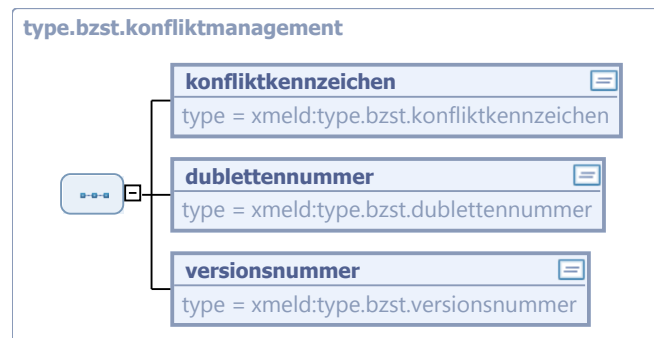 type.bzst.konfliktmanagement
konfliktkennzeichen
type = xmeld:type.bzst.konfliktkennzeichen
dublettennummer
type = xmeld:type.bzst.dublettennummer
versionsnummer
type = xmeld:type.bzst.versionsnummer